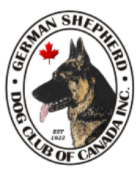 GERMAN SHEPHERD
DOG CLUB OF CANADA INC.
EST
1922